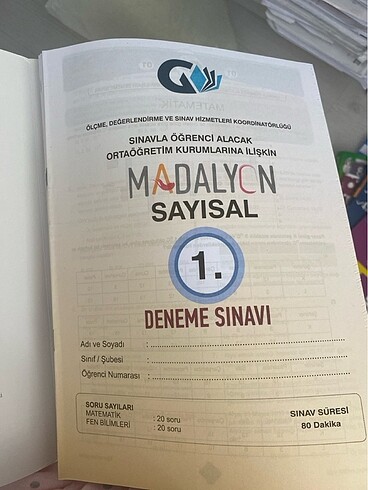 ÖLÇME, DEĞERLENDİRME VE SINAV HİZMETLERİ KOORDİNATÖRLÜĞÜ
SINAVLA ÖĞRENCİ ALACAK
ORTAÖĞRETİM KURUMLARINA İLİŞKİN
MADALYON
SAYISAL
1.
DENEME SINAVI
Adı ve Soyadı :
Sınıf / Şubesi :
Öğrenci Numarası :
SORU SAYILARI
MATEMATİK : 20 soru
FEN BİLİMLERİ : 20 soru
SINAV SÜRESİ
80 Dakika